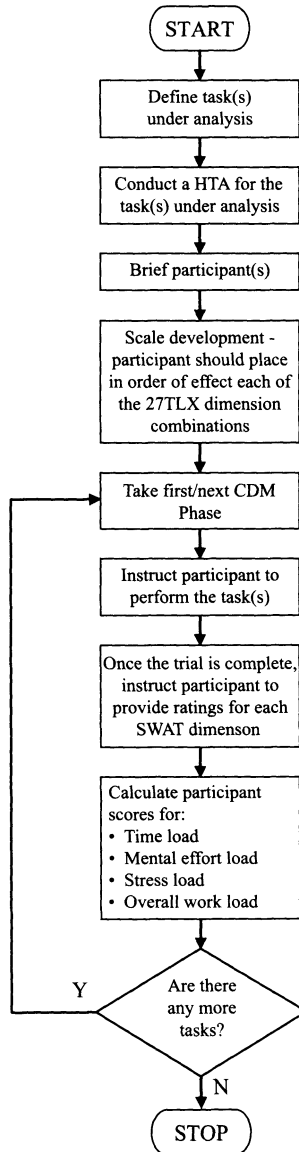 START
Define task(s)
under analysis
Conduct a HTA for the
task(s) under analysis
Brief participant(s)
Scale development -
participant should place
in order of effect each of
the 27TLX dimension
combinations
Take first/next CDM
Phase
Instruct participant to
perform the task(s)
Once the trial is complete,
instruct participant to
provide ratings for each
SWAT dimenson
Calculate participant
scores for:
• Time load
• Mental effort load
• Stress load
• Overall work load
Y
Are there
any more
tasks?
N
STOP